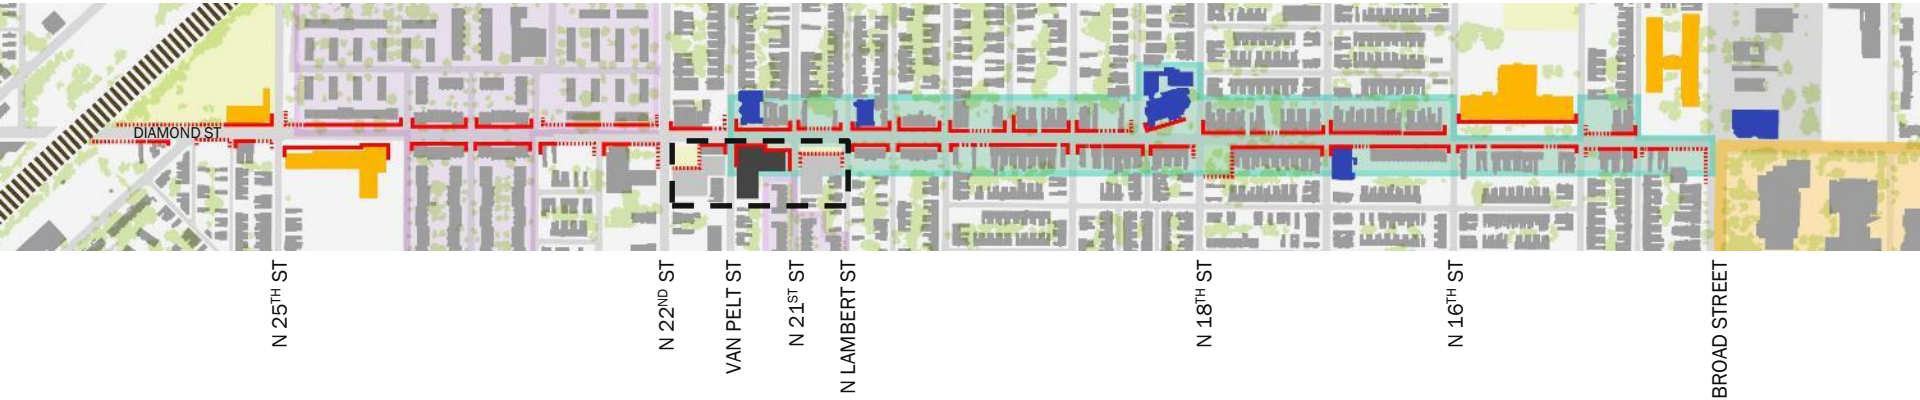 DIAMOND ST
N 25TH ST
N 22ND ST
VAN PELT ST
N 21ST ST
N LAMBERT ST
N 18TH ST
N 16TH ST
BROAD STREET